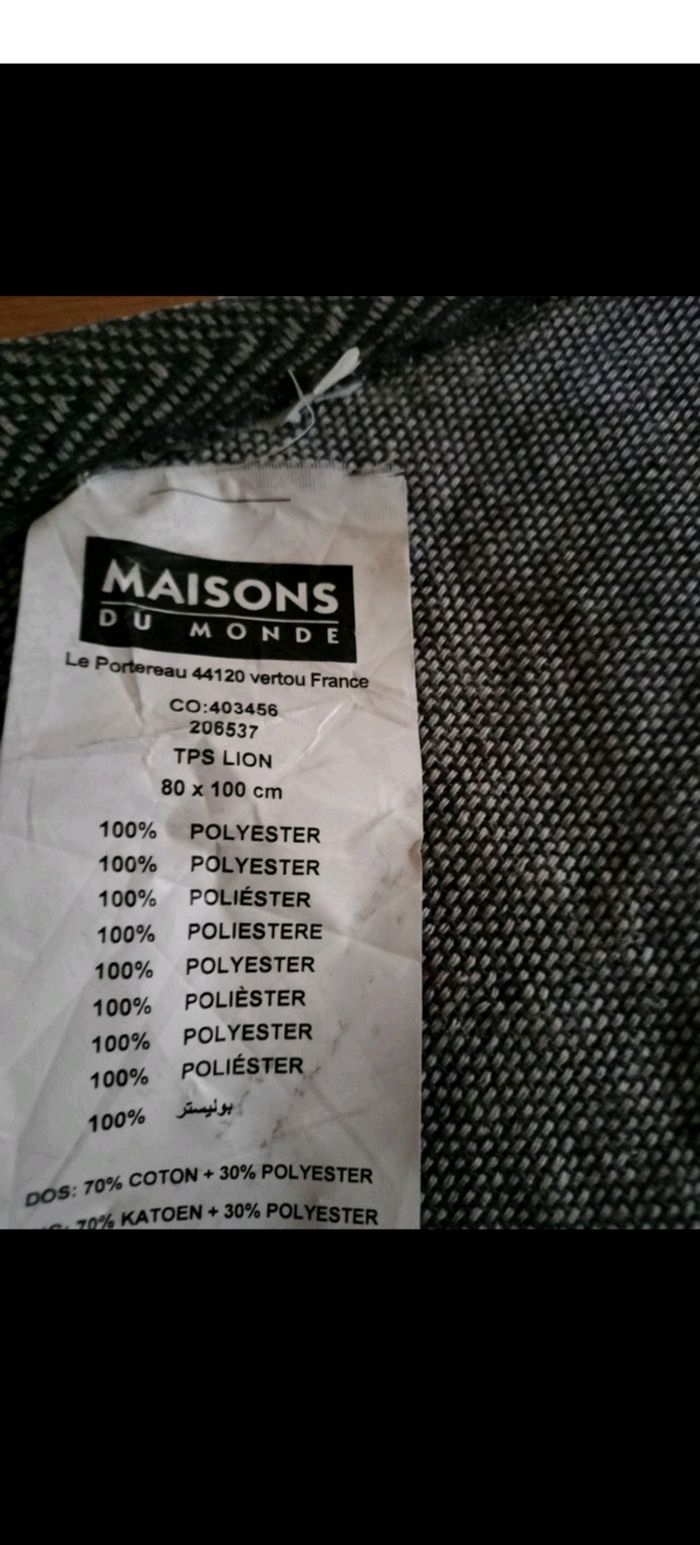 MAISONS
DU MONDE
Le Portereau 44120 vertou France
CO:403456
206537
TPS LION
80 x 100 cm
100% POLYESTER
100% POLYESTER
100% POLIÉSTER
100% POLIESTERE
100% POLYESTER
100% POLIÈSTER
100% POLYESTER
100% POLIÉSTER
100% بوليستر
DOS: 70% COTON + 30% POLYESTER
70% KATOEN + 30% POLYESTER